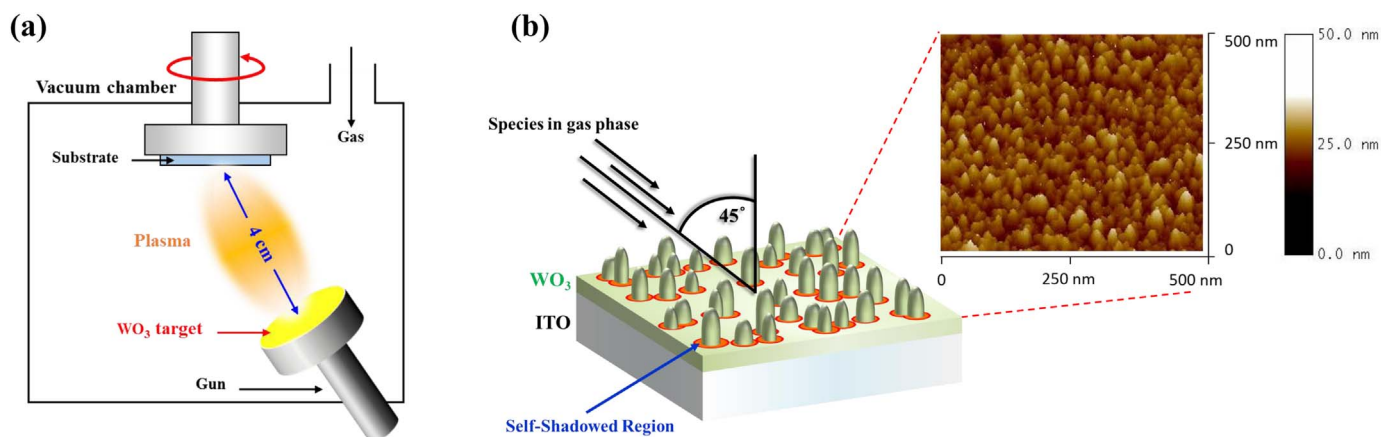 (a)
Vacuum chamber
Gas
Substrate
Plasma
4 cm
WO₃ target
Gun
(b)
Species in gas phase
45°
WO₃
ITO
Self-Shadowed Region
500 nm
250 nm
0
0
250 nm
500 nm
50.0 nm
25.0 nm
0.0 nm